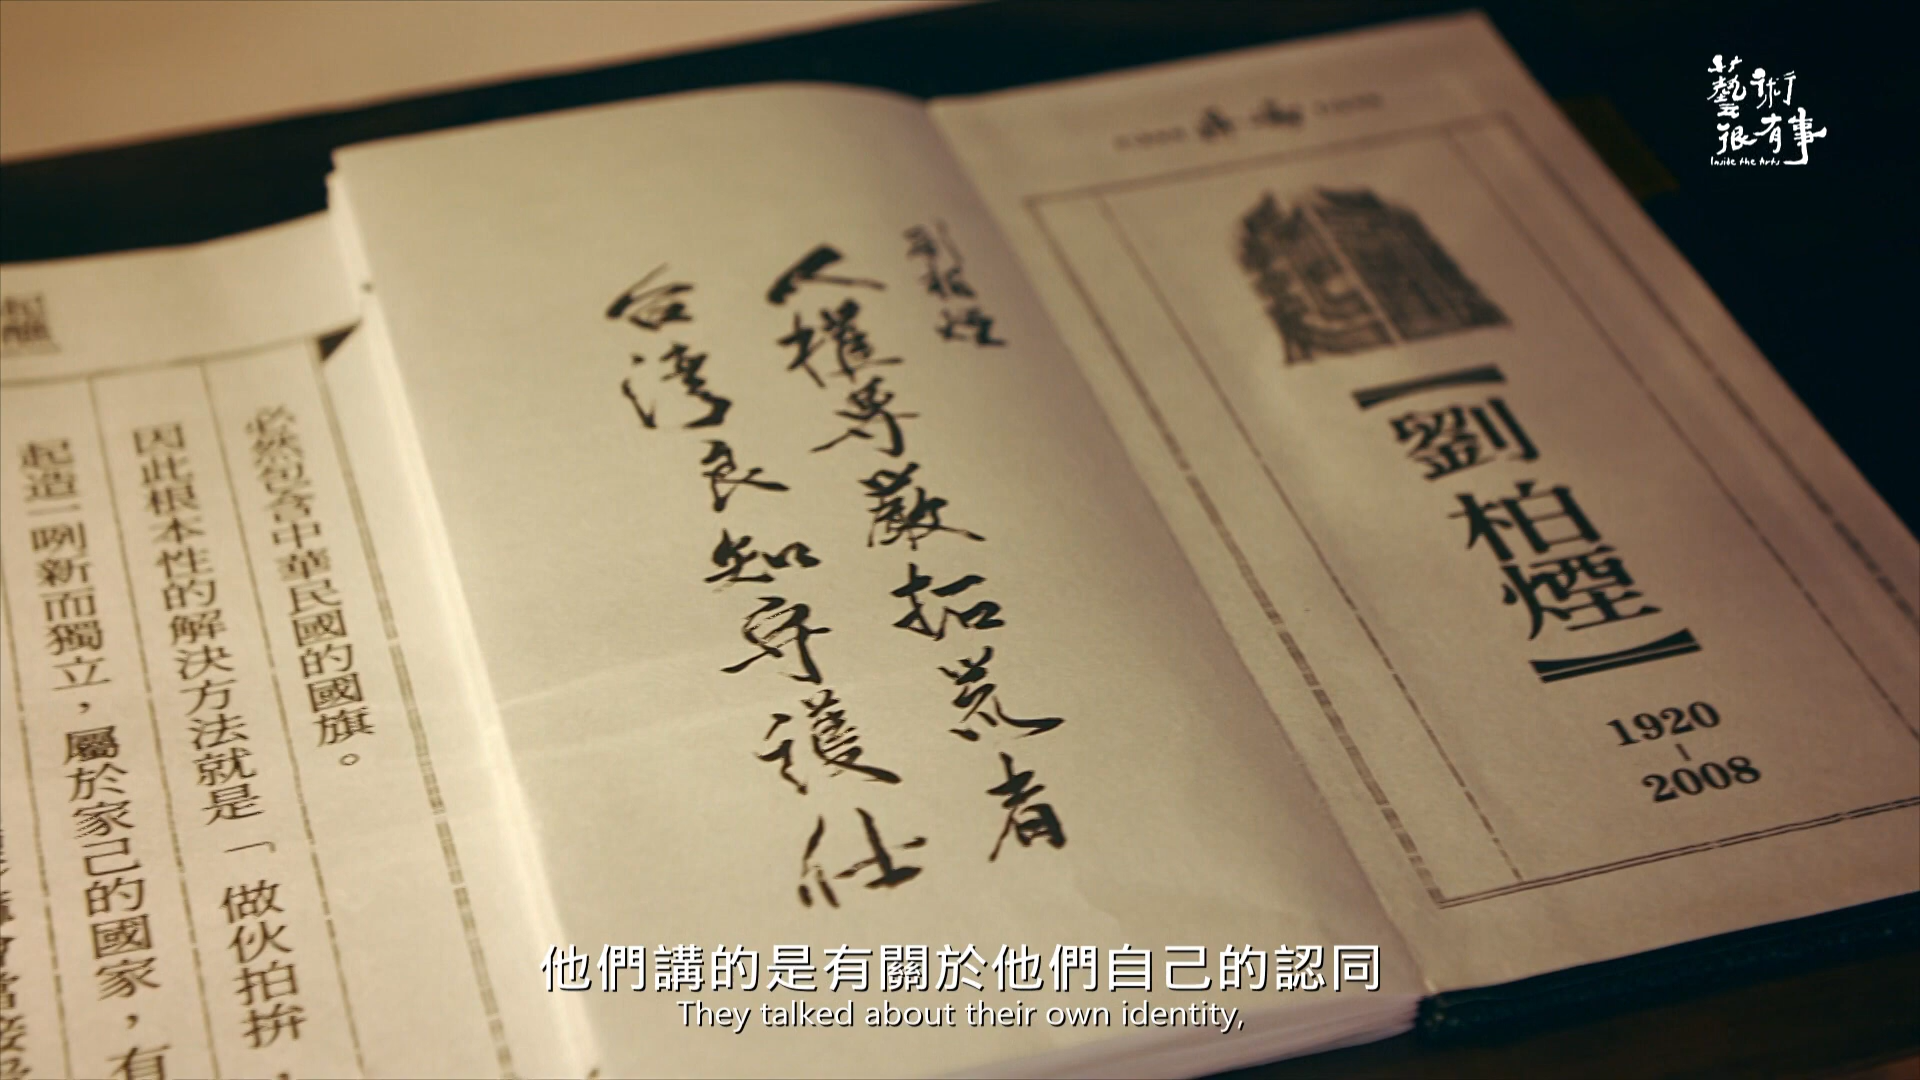 藝術
很有事
Inside the Arts
【劉柏煙】
1920
-
2008
劉柏煙
人權尊嚴拓荒者
台灣良知守護仕
必然包含中華民國的國旗。
因此根本性的解決方法就是「做伙拍拚,
起造一咧新而獨立，屬於家己的國家，有
他們講的是有關於他們自己的認同
They talked about their own identity,